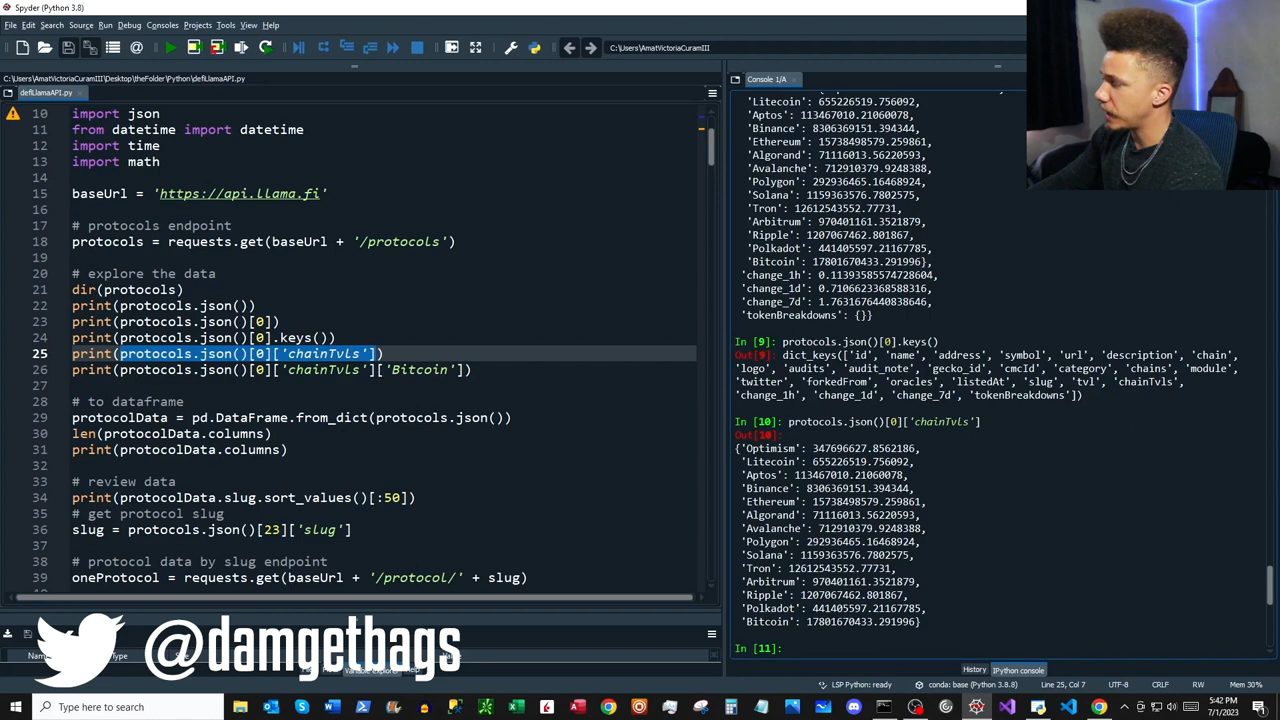 Spyder (Python 3.8)
File Edit Search Source Run Debug Consoles Projects Tools View Help
C:\Users\AmatVictoriaCuramIII
C:\Users\AmatVictoriaCuramIII\Desktop\theFolder\Python\defiLlamaAPI.py
defiLlamaAPI.py
10 import json
11 from datetime import datetime
12 import time
13 import math
14
15 baseUrl = 'https://api.llama.fi'
16
17 # protocols endpoint
18 protocols = requests.get(baseUrl + '/protocols')
19
20 # explore the data
21 dir(protocols)
22 print(protocols.json())
23 print(protocols.json()[0])
24 print(protocols.json()[0].keys())
25 print(protocols.json()[0]['chainTvls'])
26 print(protocols.json()[0]['chainTvls']['Bitcoin'])
27
28 # to dataframe
29 protocolData = pd.DataFrame.from_dict(protocols.json())
30 len(protocolData.columns)
31 print(protocolData.columns)
32
33 # review data
34 print(protocolData.slug.sort_values()[:50])
35 # get protocol slug
36 slug = protocols.json()[23]['slug']
37
38 # protocol data by slug endpoint
39 oneProtocol = requests.get(baseUrl + '/protocol/' + slug)
Console 1/A
'Litecoin': 655226519.756092,
'Aptos': 113467010.21060078,
'Binance': 8306369151.394344,
'Ethereum': 15738498579.259861,
'Algorand': 71116013.56220593,
'Avalanche': 712910379.9248388,
'Polygon': 292936465.16468924,
'Solana': 1159363576.7802575,
'Tron': 12612543552.77731,
'Arbitrum': 970401161.3521879,
'Ripple': 1207067462.801867,
'Polkadot': 441405597.21167785,
'Bitcoin': 17801670433.291996},
'change_1h': 0.11393585574728604,
'change_1d': 0.7106623368588316,
'change_7d': 1.7631676440838646,
'tokenBreakdowns': {}}
In [9]: protocols.json()[0].keys()
Out[9]: dict_keys(['id', 'name', 'address', 'symbol', 'url', 'description', 'chain',
'logo', 'audits', 'audit_note', 'gecko_id', 'cmcId', 'category', 'chains', 'module',
'twitter', 'forkedFrom', 'oracles', 'listedAt', 'slug', 'tvl', 'chainTvls',
'change_1h', 'change_1d', 'change_7d', 'tokenBreakdowns'])
In [10]: protocols.json()[0]['chainTvls']
Out[10]:
{'Optimism': 347696627.8562186,
'Litecoin': 655226519.756092,
'Aptos': 113467010.21060078,
'Binance': 8306369151.394344,
'Ethereum': 15738498579.259861,
'Algorand': 71116013.56220593,
'Avalanche': 712910379.9248388,
'Polygon': 292936465.16468924,
'Solana': 1159363576.7802575,
'Tron': 12612543552.77731,
'Arbitrum': 970401161.3521879,
'Ripple': 1207067462.801867,
'Polkadot': 441405597.21167785,
'Bitcoin': 17801670433.291996}
In [11]:
@damgetbags
Type
History IPython console
LSP Python: ready conda: base (Python 3.8.8) Line 25, Col 7 UTF-8 CRLF RW Mem 30%
Type here to search
5:42 PM
7/1/2023